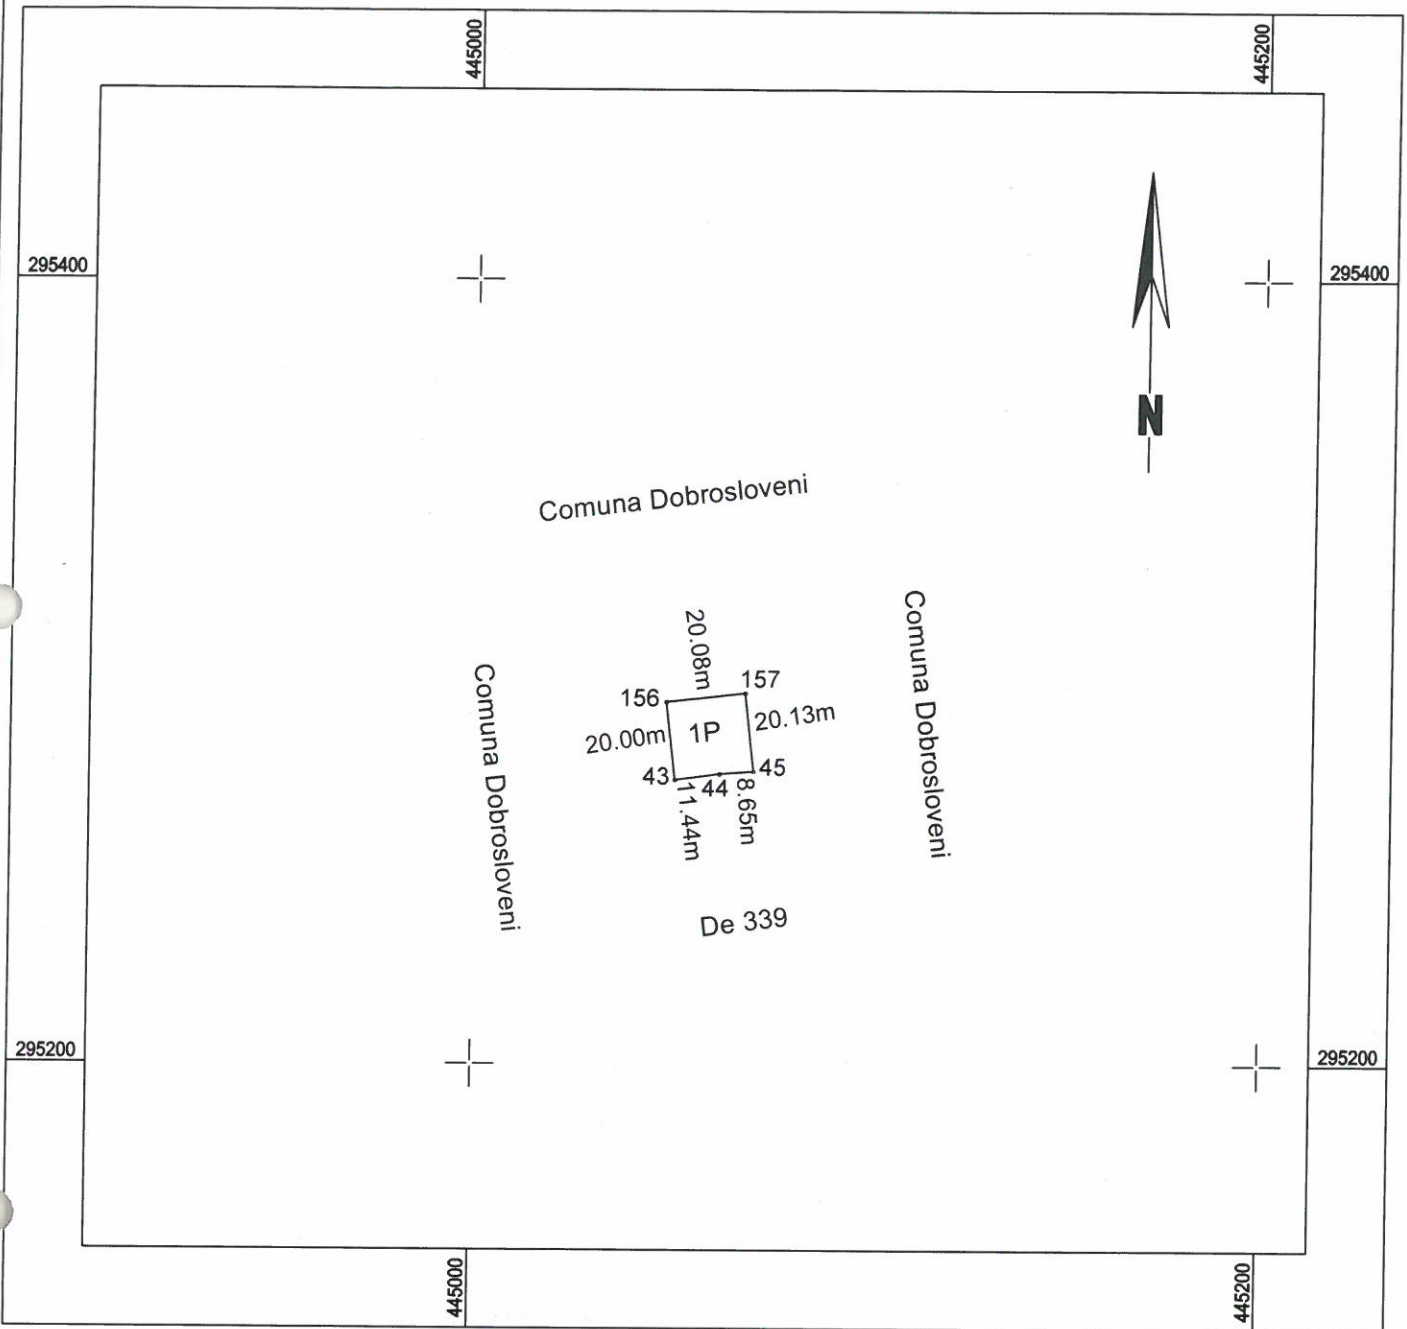 445000
445200
295400
295400
N
Comuna Dobrosloveni
Comuna Dobrosloveni
Comuna Dobrosloveni
20.08m
156
157
20.00m
1P
20.13m
43
44
45
11.44m
8.65m
De 339
295200
295200
445000
445200